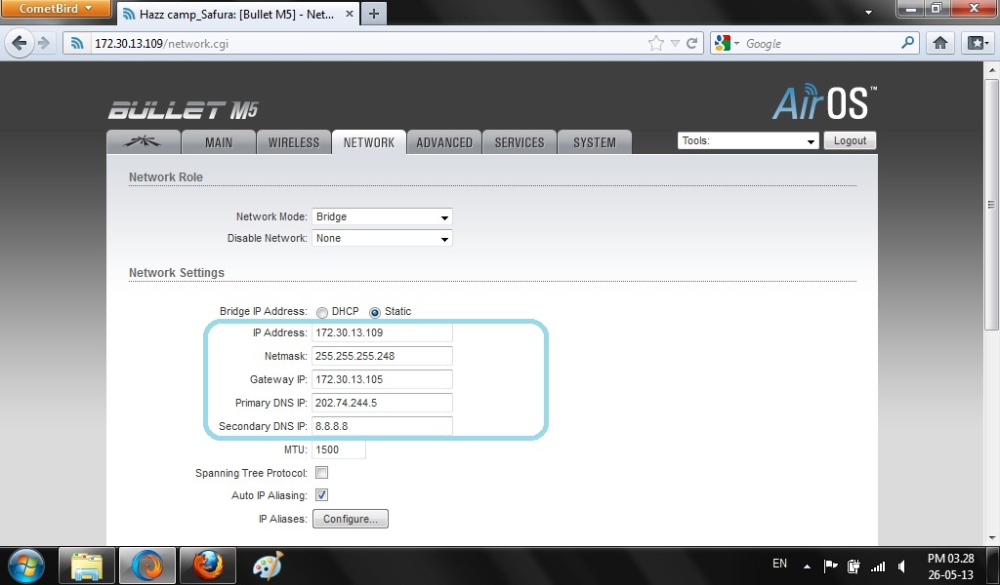 CometBird
Hazz camp_Safura: [Bullet M5] - Net...
172.30.13.109/network.cgi
Google
BULLET M5
AirOS™
MAIN
WIRELESS
NETWORK
ADVANCED
SERVICES
SYSTEM
Tools:
Logout
Network Role
Network Mode: Bridge
Disable Network: None
Network Settings
Bridge IP Address: DHCP Static
IP Address: 172.30.13.109
Netmask: 255.255.255.248
Gateway IP: 172.30.13.105
Primary DNS IP: 202.74.244.5
Secondary DNS IP: 8.8.8.8
MTU: 1500
Spanning Tree Protocol:
Auto IP Aliasing:
IP Aliases: Configure...
EN
PM 03.28
26-05-13